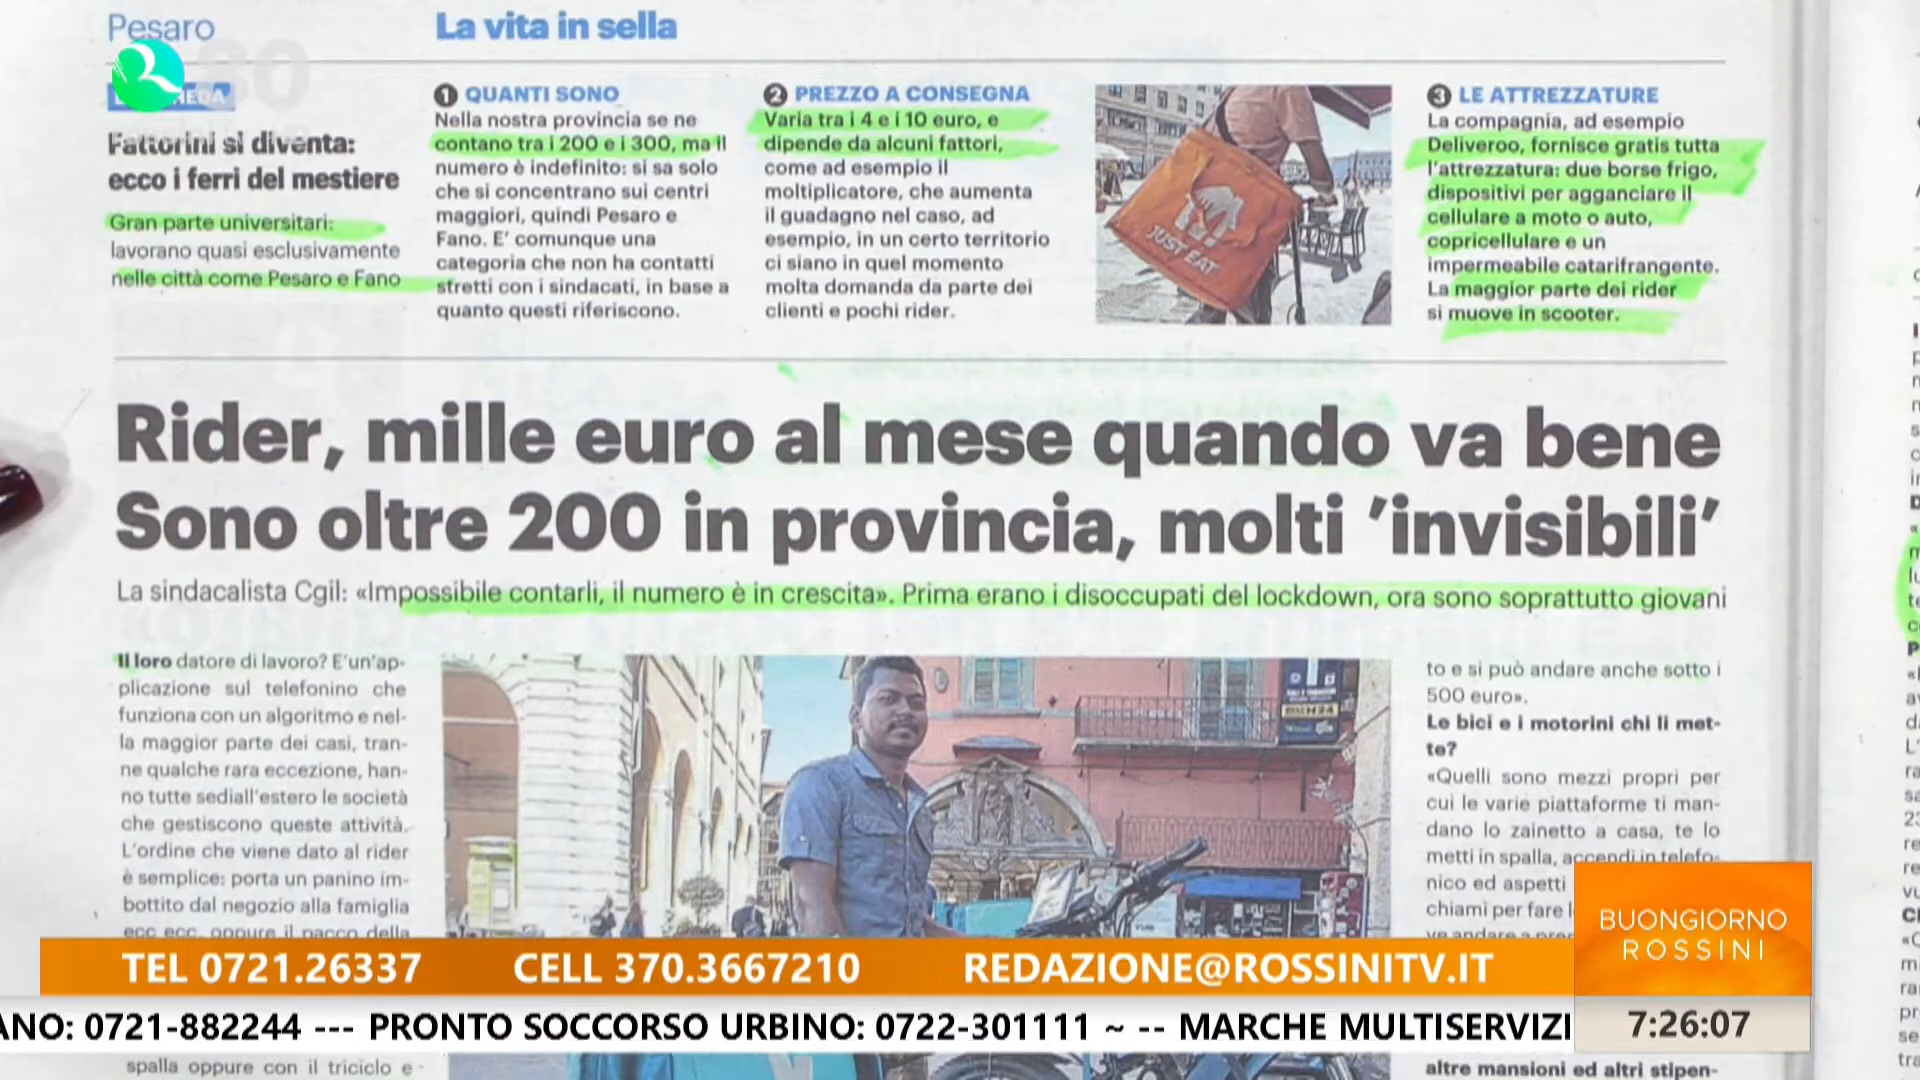 Pesaro
La vita in sella
Fattorini si diventa:
ecco i ferri del mestiere
Gran parte universitari:
lavorano quasi esclusivamente
nelle città come Pesaro e Fano
1 QUANTI SONO
Nella nostra provincia se ne
contano tra i 200 e i 300, ma il
numero è indefinito: si sa solo
che si concentrano sui centri
maggiori, quindi Pesaro e
Fano. E' comunque una
categoria che non ha contatti
stretti con i sindacati, in base a
quanto questi riferiscono.
2 PREZZO A CONSEGNA
Varia tra i 4 e i 10 euro, e
dipende da alcuni fattori,
come ad esempio il
moltiplicatore, che aumenta
il guadagno nel caso, ad
esempio, in un certo territorio
ci siano in quel momento
molta domanda da parte dei
clienti e pochi rider.
JUST EAT
3 LE ATTREZZATURE
La compagnia, ad esempio
Deliveroo, fornisce gratis tutta
l'attrezzatura: due borse frigo,
dispositivi per agganciare il
cellulare a moto o auto,
copricellulare e un
impermeabile catarifrangente.
La maggior parte dei rider
si muove in scooter.
Rider, mille euro al mese quando va bene
Sono oltre 200 in provincia, molti 'invisibili'
La sindacalista Cgil: «Impossibile contarli, il numero è in crescita». Prima erano i disoccupati del lockdown, ora sono soprattutto giovani
Il loro datore di lavoro? E'un'ap-
plicazione sul telefonino che
funziona con un algoritmo e nel-
la maggior parte dei casi, tran-
ne qualche rara eccezione, han-
no tutte sediall'estero le società
che gestiscono queste attività.
L'ordine che viene dato al rider
è semplice: porta un panino im-
bottito dal negozio alla famiglia
ecc ecc, oppure il pacco della
spalla oppure con il triciclo e-
to e si può andare anche sotto i
500 euro».
Le bici e i motorini chi li met-
te?
«Quelli sono mezzi propri per
cui le varie piattaforme ti man-
dano lo zainetto a casa, te lo
metti in spalla, accendi in telefo-
nico ed aspetti
chiami per fare
altre mansioni ed altri stipen-
TEL 0721.26337 CELL 370.3667210 REDAZIONE@ROSSINITV.IT
BUONGIORNO
ROSSINI
ANO: 0721-882244 --- PRONTO SOCCORSO URBINO: 0722-301111 ~ -- MARCHE MULTISERVIZI
7:26:07